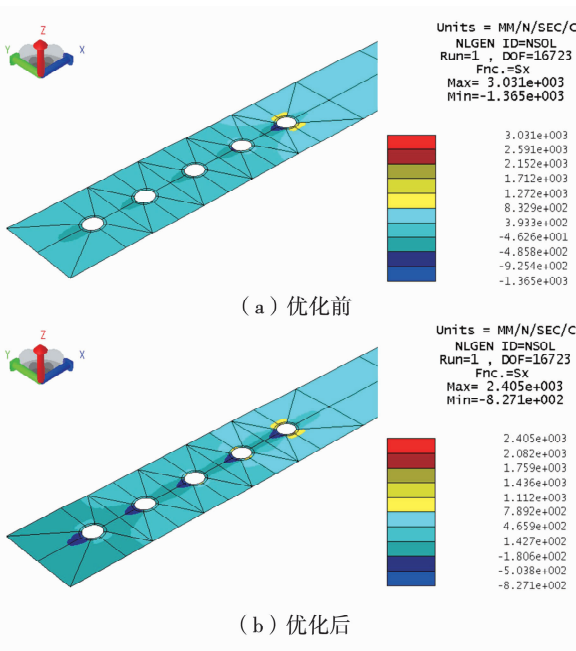 Units = MM/N/SEC/C
NLGEN ID=NSOL
Run=1 , DOF=16723
Fnc.=Sx
Max= 3.031e+003
Min=-1.365e+003
Z
Y
X
3.031e+003
2.591e+003
2.152e+003
1.712e+003
1.272e+003
8.329e+002
3.933e+002
-4.626e+001
-4.858e+002
-9.254e+002
-1.365e+003
（a）优化前
Units = MM/N/SEC/C
NLGEN ID=NSOL
Run=1 , DOF=16723
Fnc.=Sx
Max= 2.405e+003
Min=-8.271e+002
Z
Y
X
2.405e+003
2.082e+003
1.759e+003
1.436e+003
1.112e+003
7.892e+002
4.659e+002
1.427e+002
-1.806e+002
-5.038e+002
-8.271e+002
（b）优化后